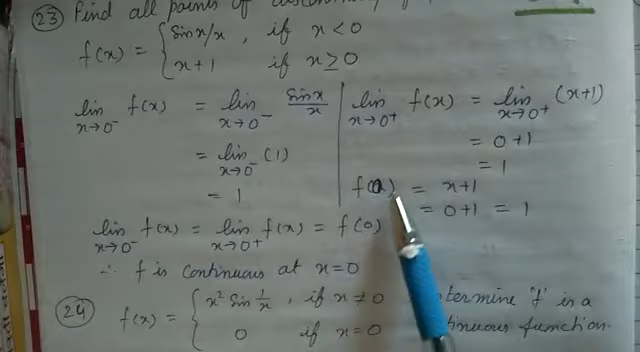 (23) Find all points of discontinuity
f(x) = { sin x/x, if x < 0
x+1 if x ≥ 0
lim x→0⁻ f(x) = lim x→0⁻ sin x/x
= lim x→0⁻ (1)
= 1
lim x→0⁺ f(x) = lim x→0⁺ (x+1)
= 0+1
= 1
f(0) = x+1
= 0+1 = 1
lim x→0⁻ f(x) = lim x→0⁺ f(x) = f(0)
∴ f is continuous at x=0
(24) f(x) = { x² sin 1/x, if x ≠ 0 termine 'f' is a
0 if x = 0 tinuous function.